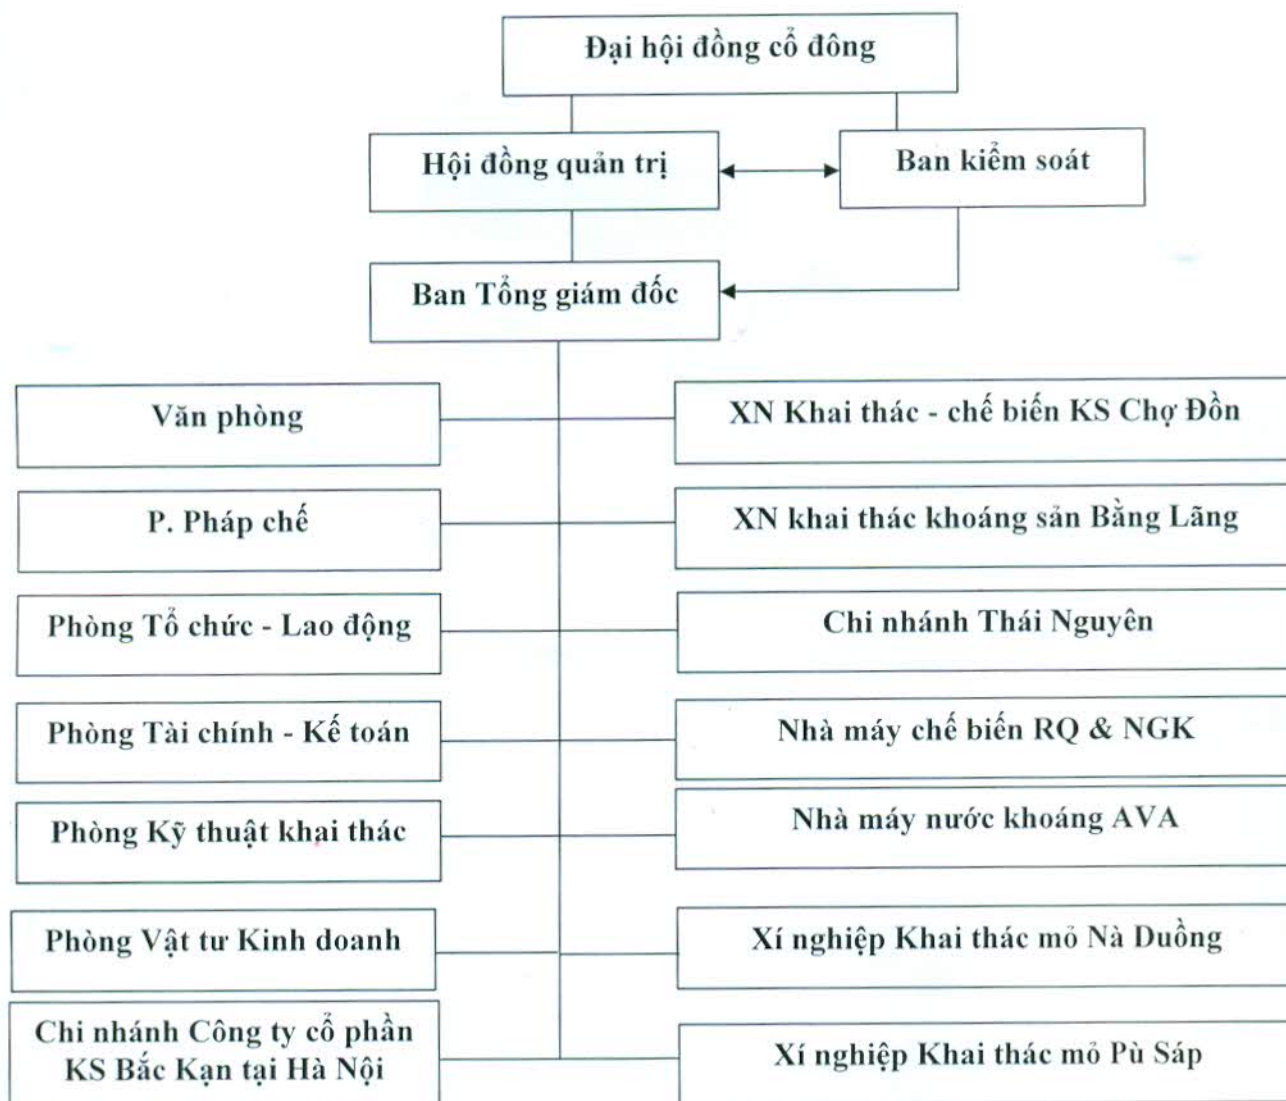 Đại hội đồng cổ đông
Hội đồng quản trị
Ban kiểm soát
Ban Tổng giám đốc
Văn phòng
XN Khai thác - chế biến KS Chợ Đồn
P. Pháp chế
XN khai thác khoáng sản Bằng Lãng
Phòng Tổ chức - Lao động
Chi nhánh Thái Nguyên
Phòng Tài chính - Kế toán
Nhà máy chế biến RQ & NGK
Phòng Kỹ thuật khai thác
Nhà máy nước khoáng AVA
Phòng Vật tư Kinh doanh
Xí nghiệp Khai thác mỏ Nà Duồng
Chi nhánh Công ty cổ phần
KS Bắc Kạn tại Hà Nội
Xí nghiệp Khai thác mỏ Pù Sáp